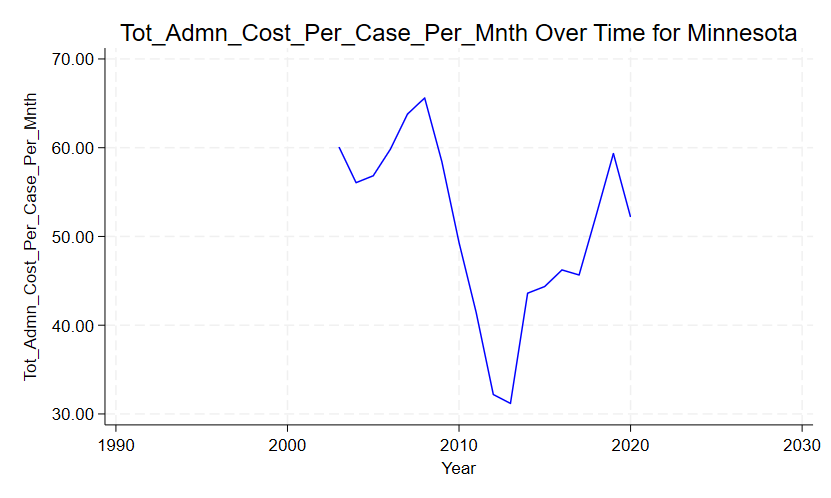 Tot_Admn_Cost_Per_Case_Per_Mnth Over Time for Minnesota
Tot_Admn_Cost_Per_Case_Per_Mnth
70.00
60.00
50.00
40.00
30.00
1990 2000 2010 2020 2030
Year